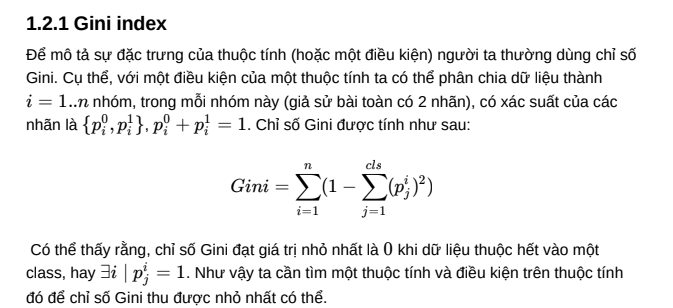 1.2.1 Gini index
Để mô tả sự đặc trưng của thuộc tính (hoặc một điều kiện) người ta thường dùng chỉ số
Gini. Cụ thể, với một điều kiện của một thuộc tính ta có thể phân chia dữ liệu thành
i = 1..n nhóm, trong mỗi nhóm này (giả sử bài toàn có 2 nhãn), có xác suất của các
nhãn là {p_i^0, p_i^1}, p_i^0 + p_i^1 = 1. Chỉ số Gini được tính như sau:
Gini = \sum_{i=1}^{n}(1 - \sum_{j=1}^{cls}(p_j^i)^2)
Có thể thấy rằng, chỉ số Gini đạt giá trị nhỏ nhất là 0 khi dữ liệu thuộc hết vào một
class, hay ∃i | p_j^i = 1. Như vậy ta cần tìm một thuộc tính và điều kiện trên thuộc tính
đó để chỉ số Gini thu được nhỏ nhất có thể.